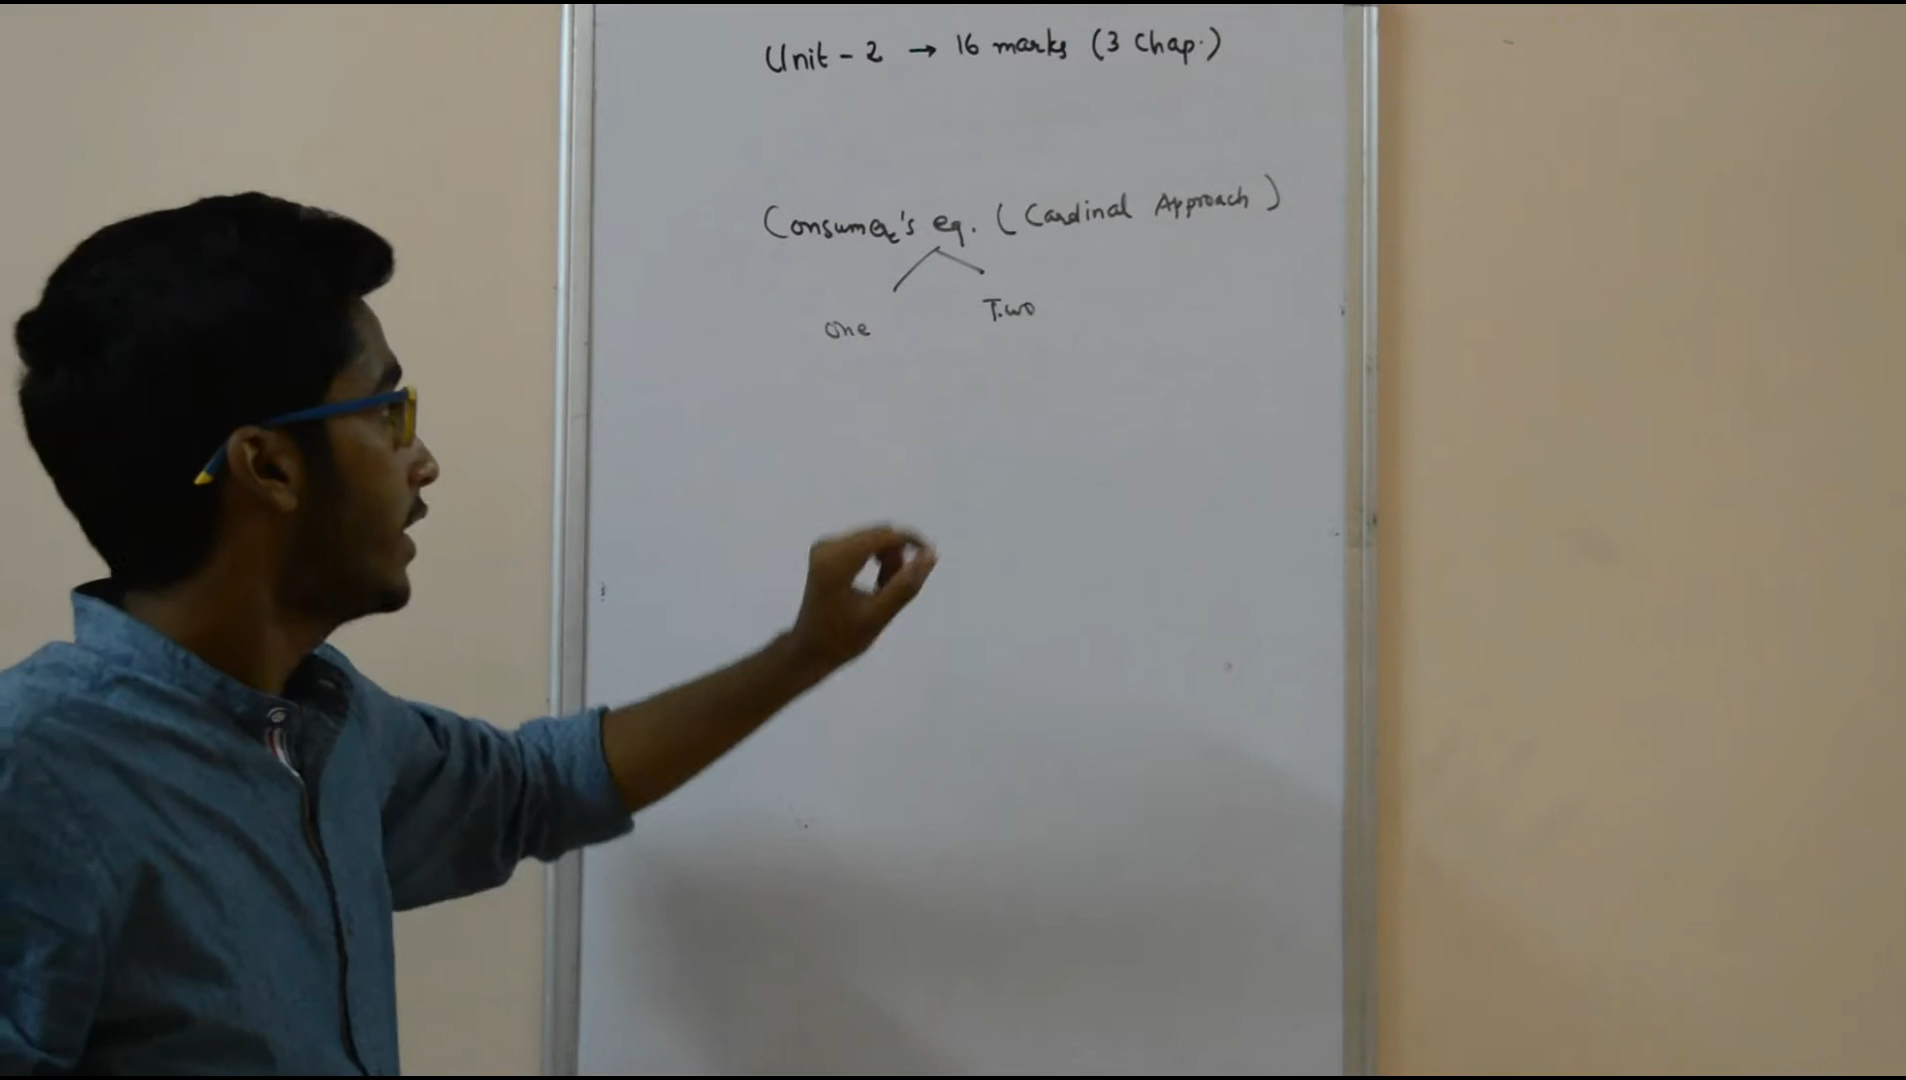 Unit - 2 → 16 marks (3 Chap.)
Consumer's eq. (Cardinal Approach)
one
Two